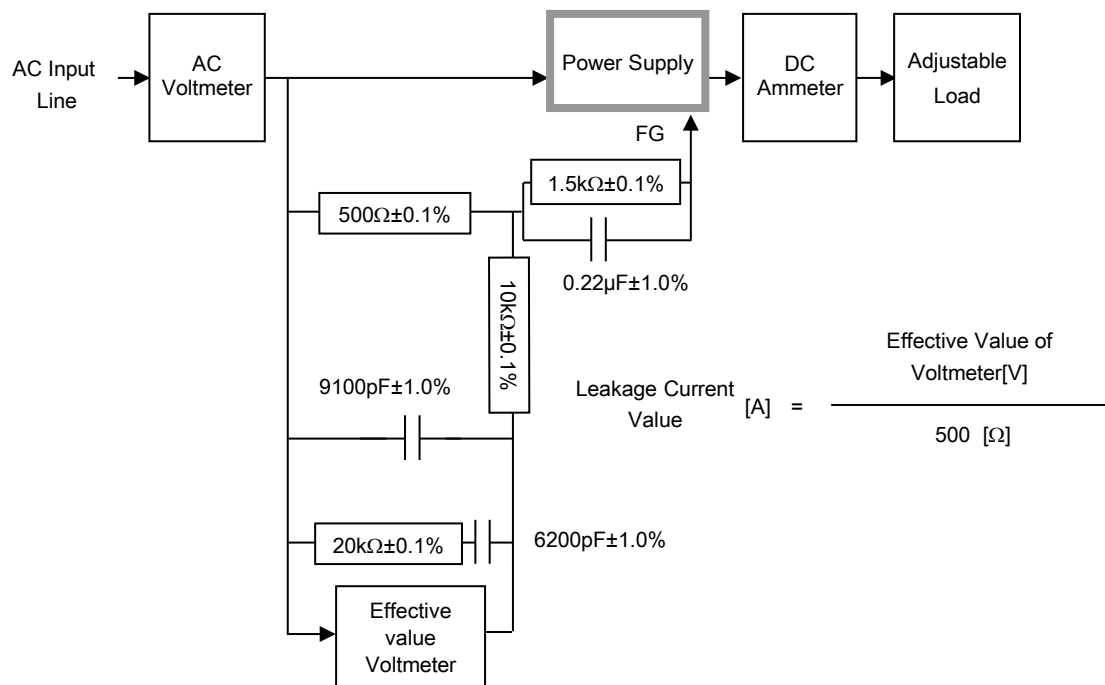 AC Input
Line
AC
Voltmeter
Power Supply
DC
Ammeter
Adjustable
Load
FG
1.5kΩ±0.1%
500Ω±0.1%
0.22µF±1.0%
10kΩ±0.1%
9100pF±1.0%
Leakage Current
Value
[A] =
Effective Value of
Voltmeter[V]
500 [Ω]
20kΩ±0.1%
6200pF±1.0%
Effective
value
Voltmeter